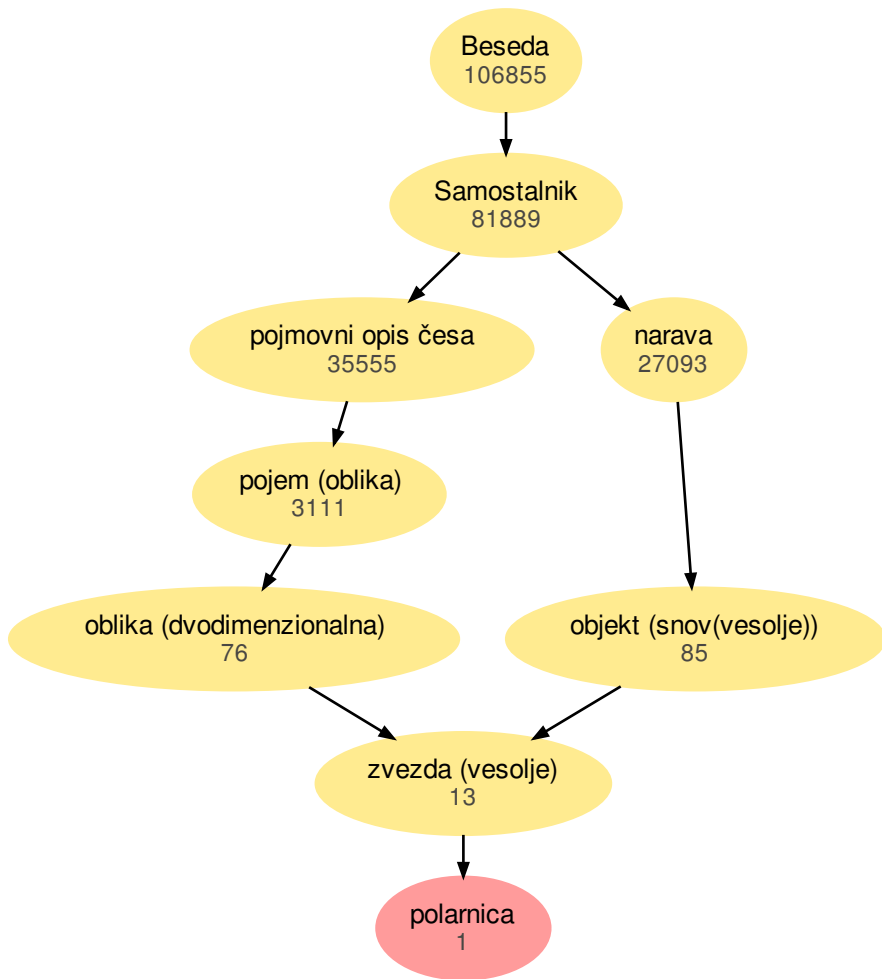 Beseda
106855
Samostalnik
81889
pojmovni opis česa
35555
narava
27093
pojem (oblika)
3111
oblika (dvodimenzionalna)
76
objekt (snov(vesolje))
85
zvezda (vesolje)
13
polarnica
1